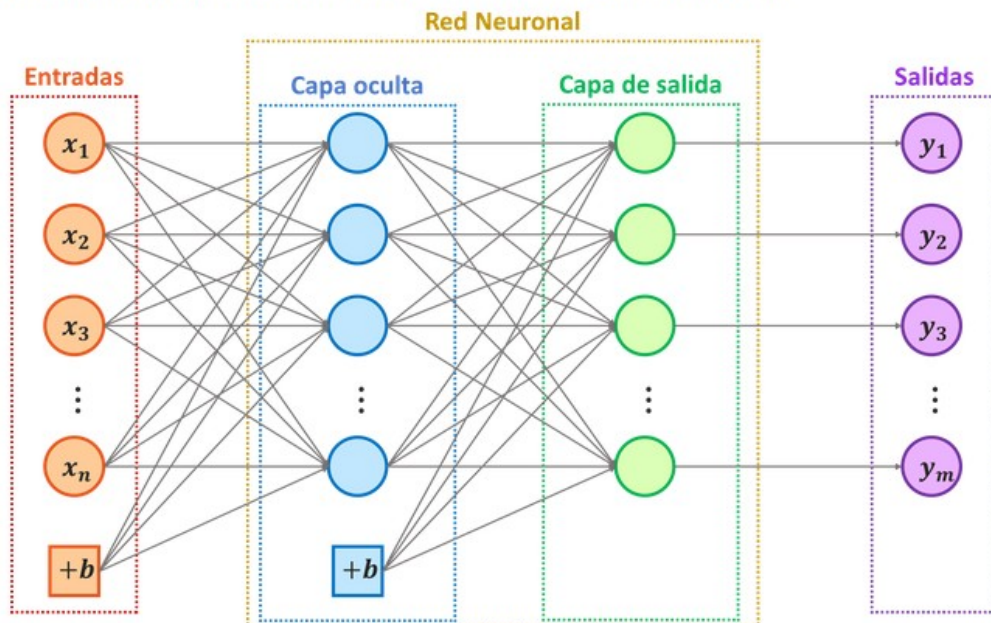 Red Neuronal
Entradas
Capa oculta
Capa de salida
Salidas
x₁
y₁
x₂
y₂
x₃
y₃
⋮ ⋮ ⋮ ⋮
xₙ
yₘ
+b
+b